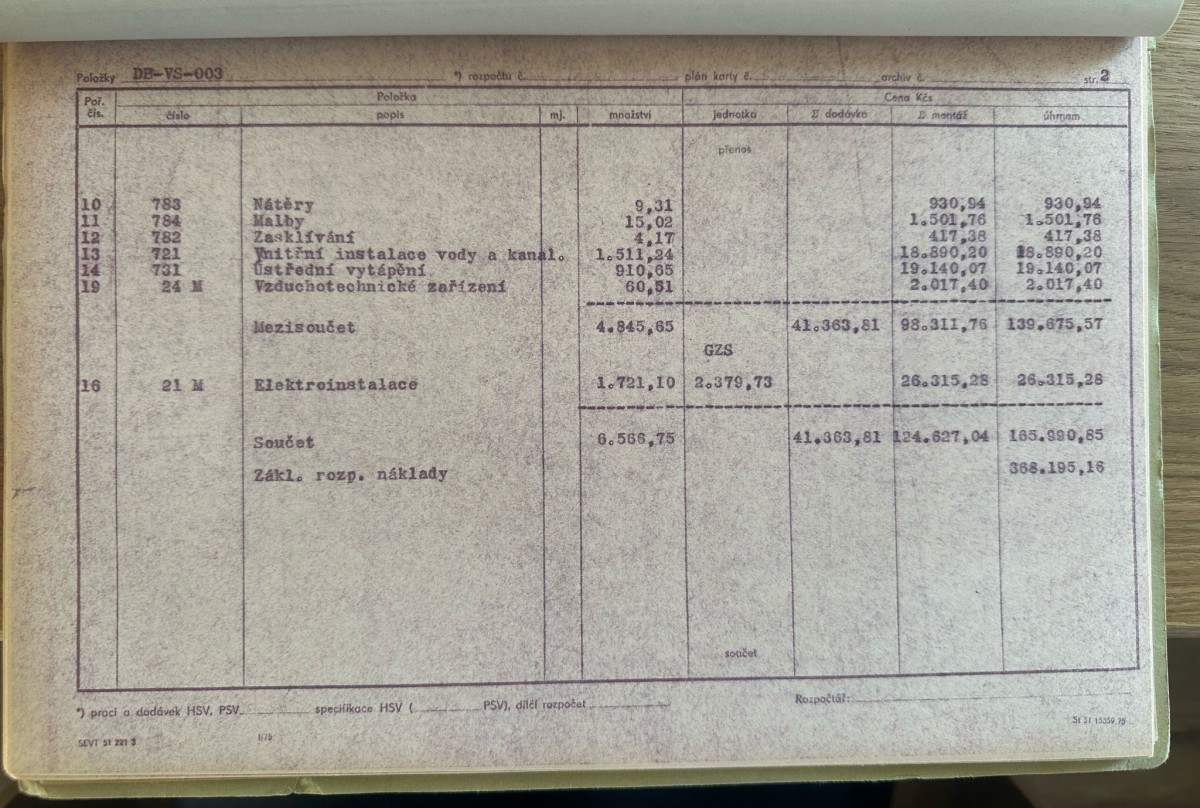 Položky DB-VS-003 *) rozpočtu č. plán karty č. archiv č. str. 2
Poř. čís. Položka Cena Kčs
číslo popis mj. množství jednotka Σ dodávka Σ montáž úhrnem
přenos
10 783 Nátěry 9,31 930,94 930,94
11 784 Malby 15,02 1.501,76 1.501,76
12 782 Zasklívání 4,17 417,38 417,38
13 721 Vnitřní instalace vody a kanal. 1.511,24 18.890,20 18.890,20
14 731 Ústřední vytápění 910,65 19.140,07 19.140,07
19 24 M Vzduchotechnické zařízení 60,51 2.017,40 2.017,40
Mezisoučet 4.845,65 41.363,81 98.311,76 139.675,57
GZS
16 21 M Elektroinstalace 1.721,10 2.379,73 26.315,28 26.315,28
Součet 6.566,75 41.363,81 124.627,04 165.990,85
Zákl. rozp. náklady 368.195,16
součet
*) prací a dodávek HSV, PSV specifikace HSV ( PSV), dílčí rozpočet Rozpočtář:
SEVT 51 221 3 I/75 St 31 15359 75